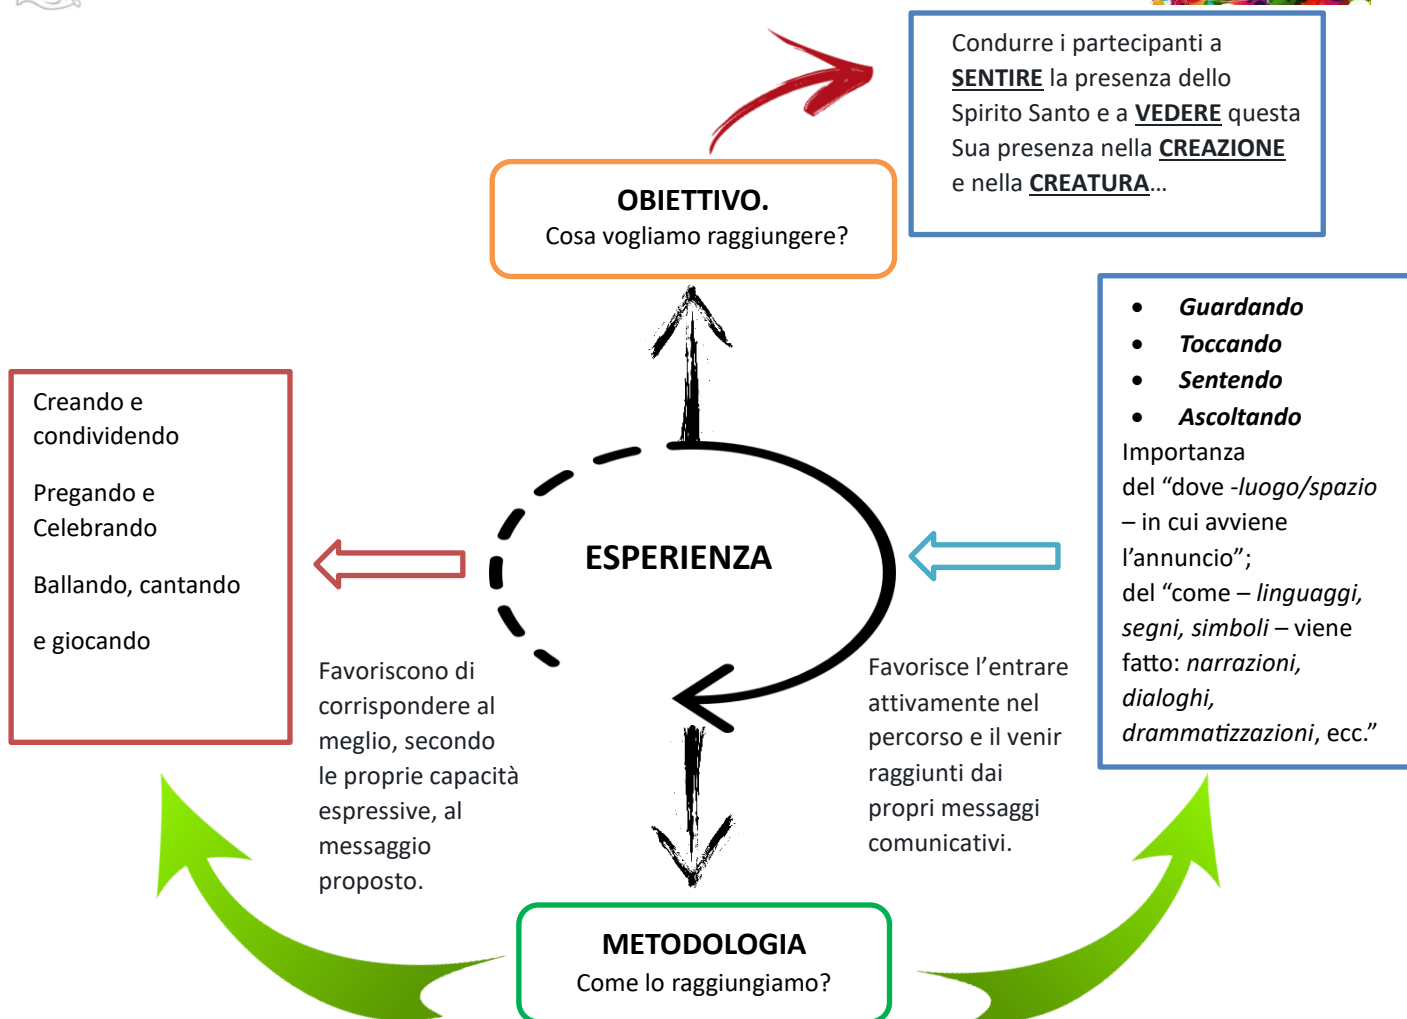 Condurre i partecipanti a
SENTIRE la presenza dello
Spirito Santo e a VEDERE questa
Sua presenza nella CREAZIONE
e nella CREATURA...
OBIETTIVO.
Cosa vogliamo raggiungere?
• Guardando
• Toccando
• Sentendo
• Ascoltando
Importanza
del “dove -luogo/spazio
– in cui avviene
l’annuncio”;
del “come – linguaggi,
segni, simboli – viene
fatto: narrazioni,
dialoghi,
drammatizzazioni, ecc.”
Creando e
condividendo
Pregando e
Celebrando
Ballando, cantando
e giocando
ESPERIENZA
Favoriscono di
corrispondere al
meglio, secondo
le proprie capacità
espressive, al
messaggio
proposto.
Favorisce l’entrare
attivamente nel
percorso e il venir
raggiunti dai
propri messaggi
comunicativi.
METODOLOGIA
Come lo raggiungiamo?